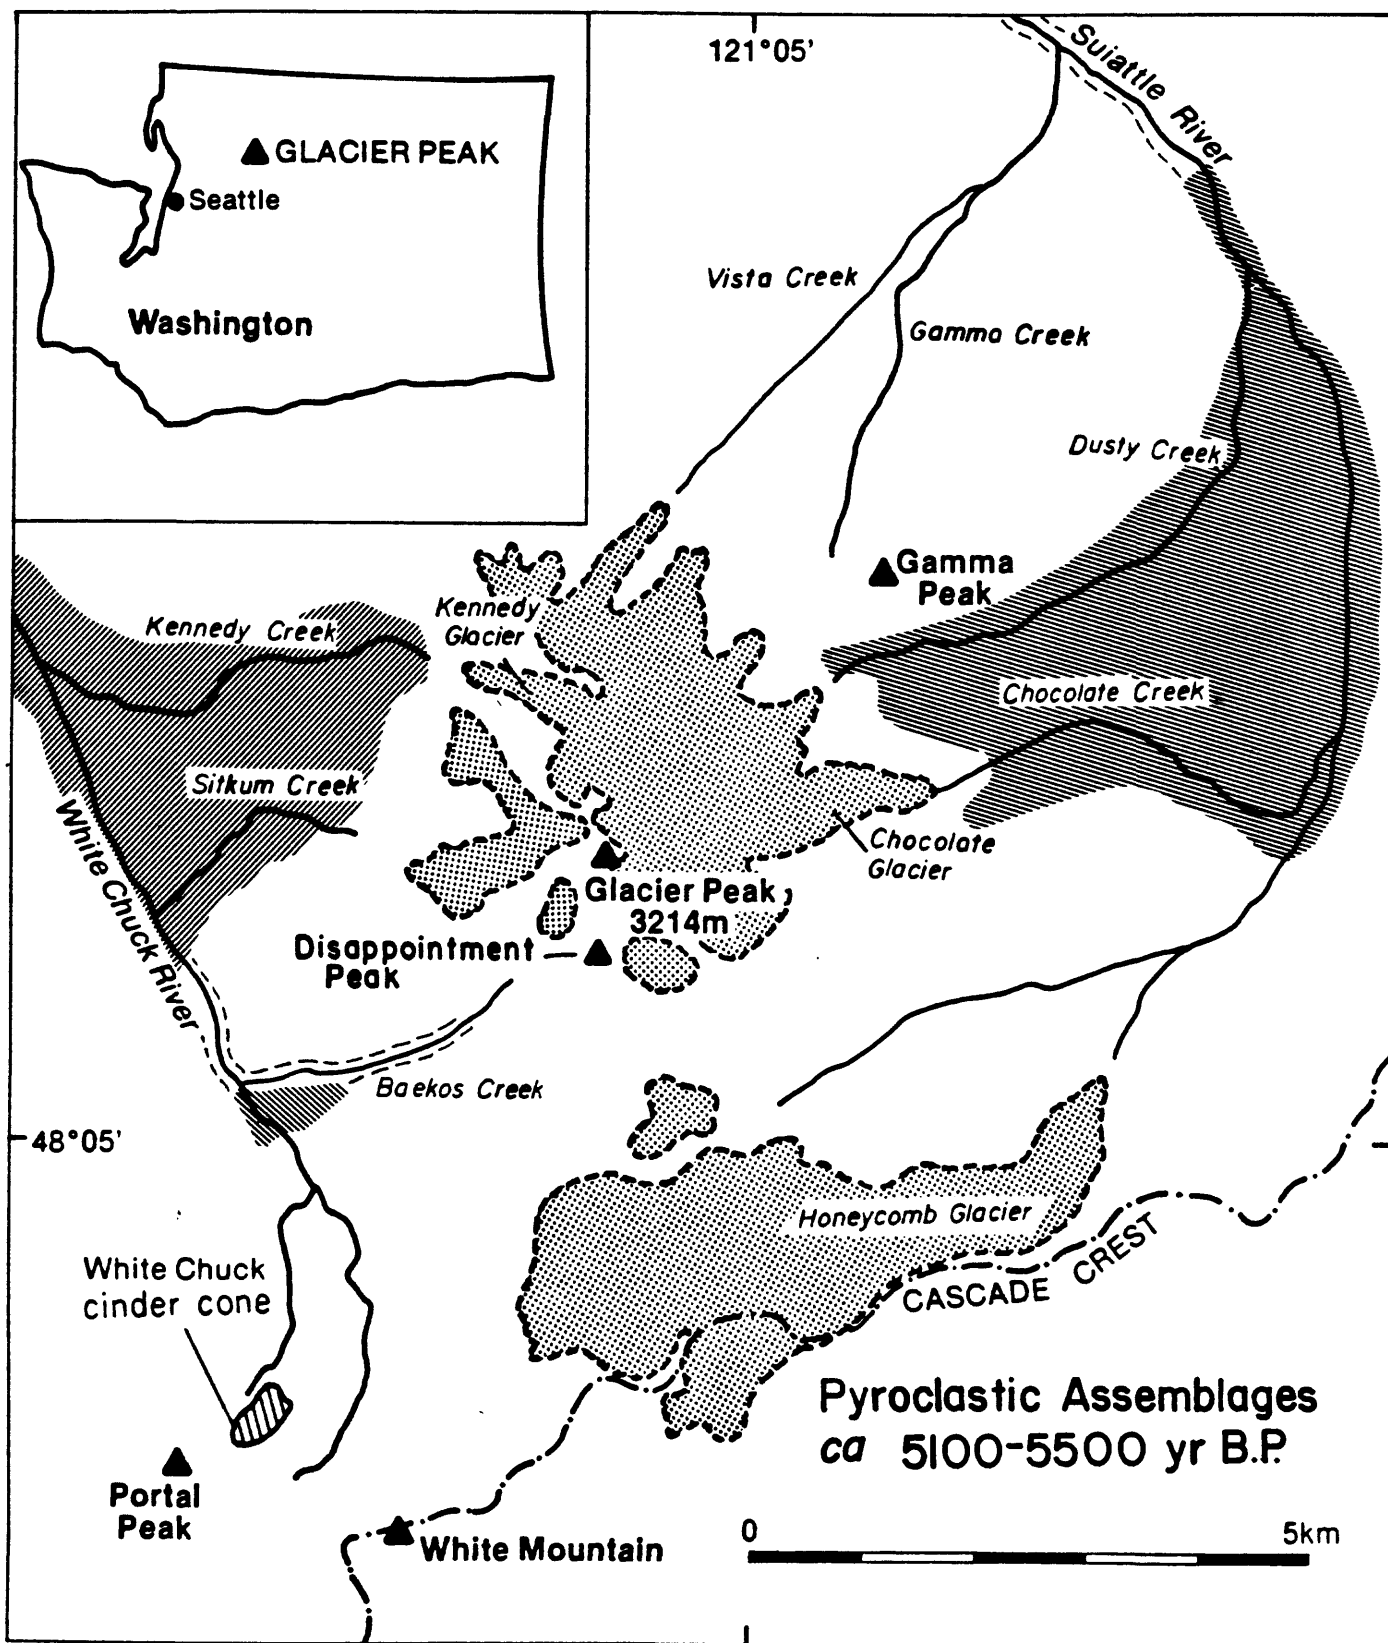 121°05'
Suiattle River
GLACIER PEAK
Seattle
Washington
Vista Creek
Gamma Creek
Dusty Creek
Gamma
Peak
Kennedy
Glacier
Kennedy Creek
Chocolate Creek
Sitkum Creek
White Chuck River
Chocolate
Glacier
Glacier Peak
3214m
Disappointment
Peak
Baekos Creek
48°05'
Honeycomb Glacier
CASCADE CREST
White Chuck
cinder cone
Pyroclastic Assemblages
ca 5100-5500 yr B.P.
Portal
Peak
White Mountain
0 5km